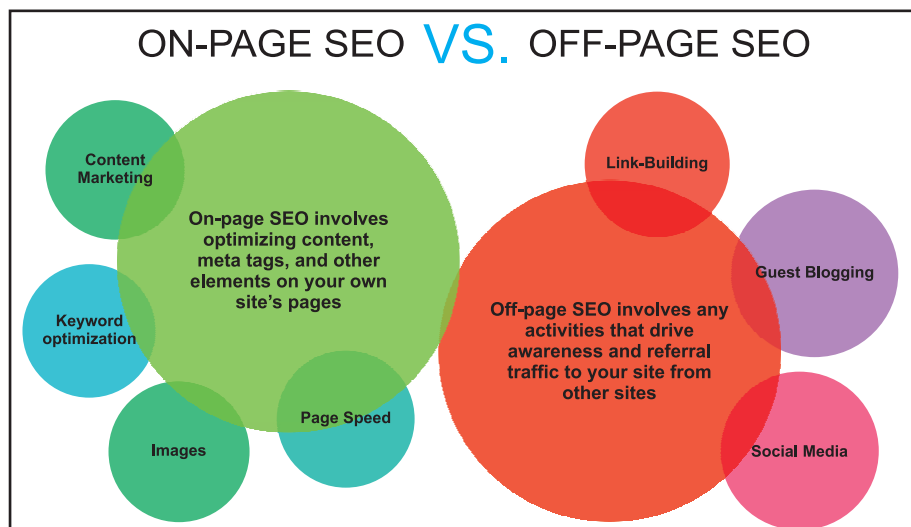 ON-PAGE SEO VS. OFF-PAGE SEO
Content
Marketing
On-page SEO involves
optimizing content,
meta tags, and other
elements on your own
site's pages
Keyword
optimization
Images
Page Speed
Link-Building
Guest Blogging
Off-page SEO involves any
activities that drive
awareness and referral
traffic to your site from
other sites
Social Media